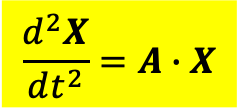 d²X/dt² = A · X